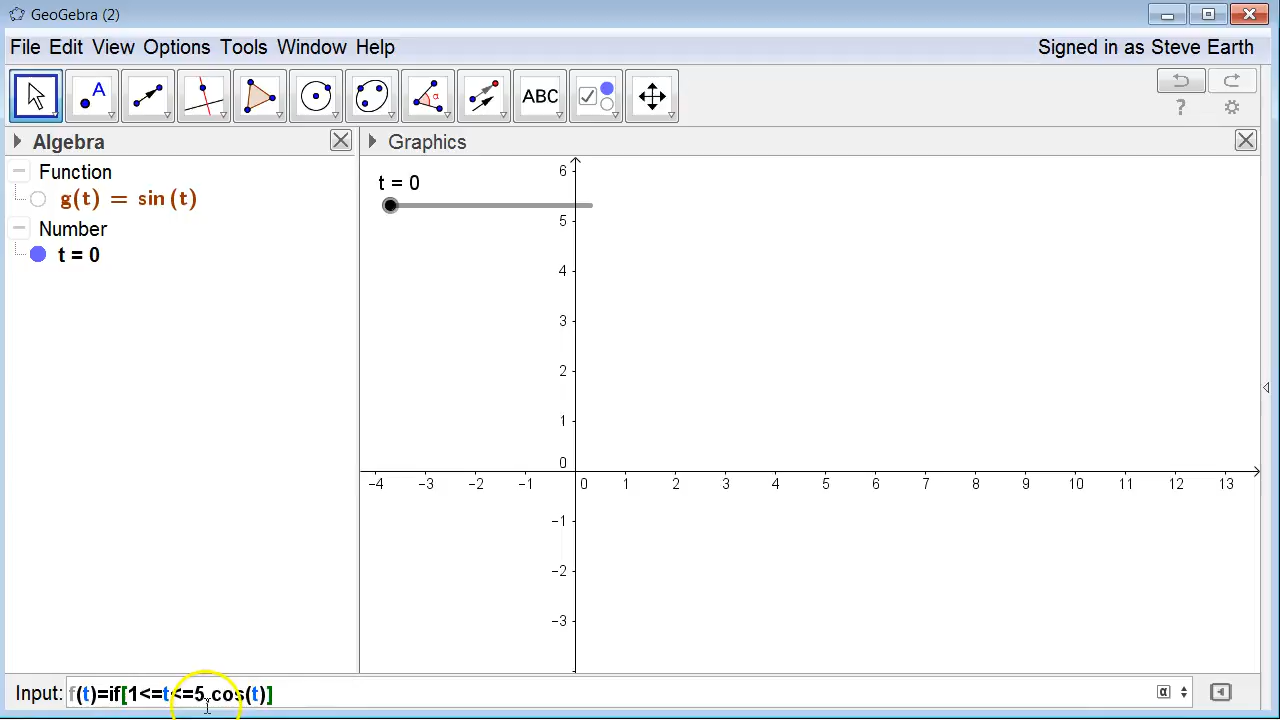 GeoGebra (2)
File Edit View Options Tools Window Help
Signed in as Steve Earth
A
α
ABC
?
Algebra
Graphics
Function
g(t) = sin (t)
Number
t = 0
t = 0
6
5
4
3
2
1
0
−1
−2
−3
−4 −3 −2 −1 0 1 2 3 4 5 6 7 8 9 10 11 12 13
Input: f(t)=if[1<=t<=5,cos(t)]
α